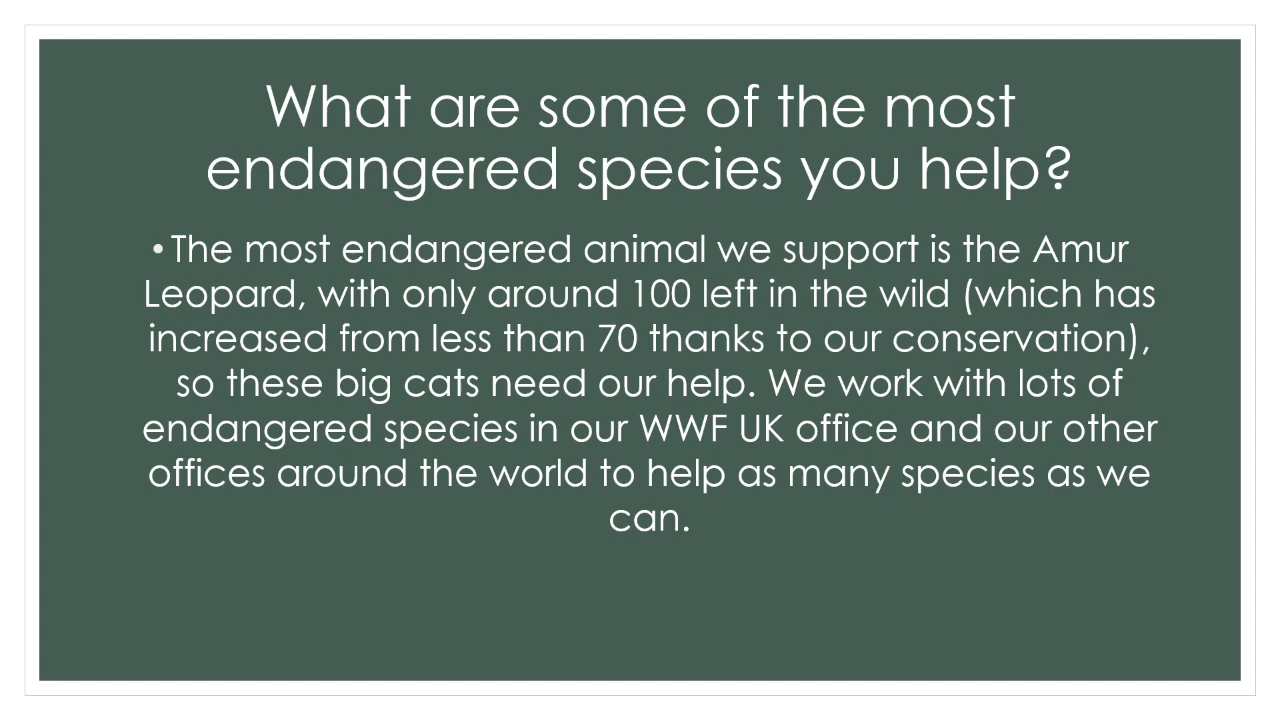 What are some of the most
endangered species you help?
• The most endangered animal we support is the Amur
Leopard, with only around 100 left in the wild (which has
increased from less than 70 thanks to our conservation),
so these big cats need our help. We work with lots of
endangered species in our WWF UK office and our other
offices around the world to help as many species as we
can.